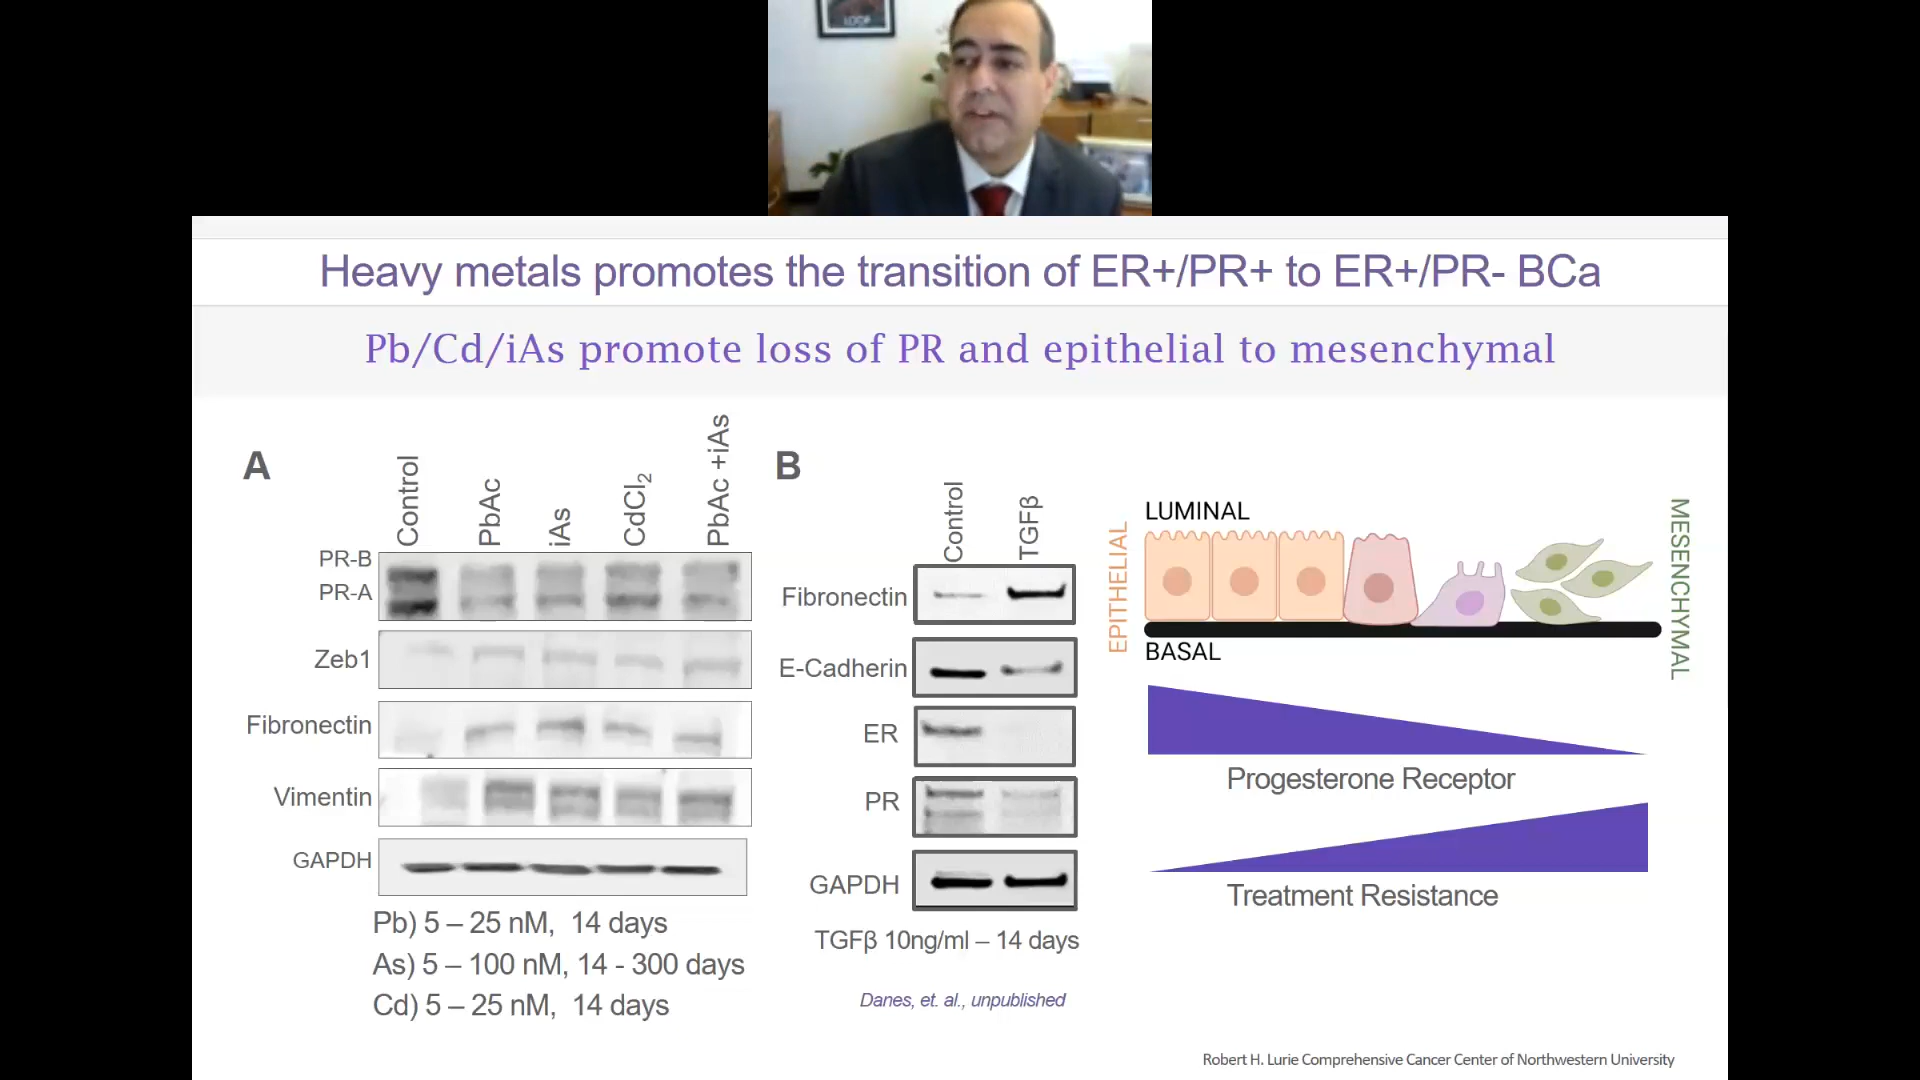 LOOP
Heavy metals promotes the transition of ER+/PR+ to ER+/PR- BCa
Pb/Cd/iAs promote loss of PR and epithelial to mesenchymal
A
Control
PbAc
iAs
CdCl2
PbAc +iAs
PR-B
PR-A
Zeb1
Fibronectin
Vimentin
GAPDH
Pb) 5 – 25 nM, 14 days
As) 5 – 100 nM, 14 - 300 days
Cd) 5 – 25 nM, 14 days
B
Control
TGFβ
Fibronectin
E-Cadherin
ER
PR
GAPDH
TGFβ 10ng/ml – 14 days
Danes, et. al., unpublished
LUMINAL
EPITHELIAL
MESENCHYMAL
BASAL
Progesterone Receptor
Treatment Resistance
Robert H. Lurie Comprehensive Cancer Center of Northwestern University